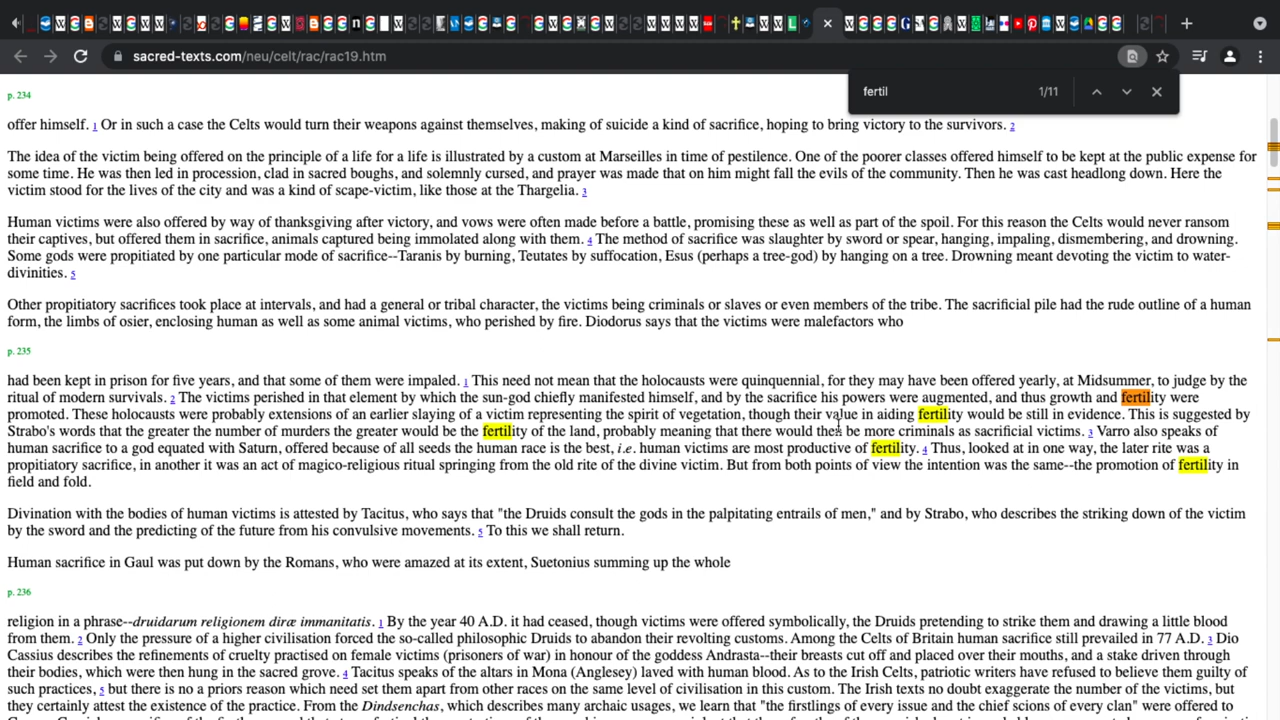 sacred-texts.com/neu/celt/rac/rac19.htm
fertil 1/11
p. 234
offer himself. 1 Or in such a case the Celts would turn their weapons against themselves, making of suicide a kind of sacrifice, hoping to bring victory to the survivors. 2
The idea of the victim being offered on the principle of a life for a life is illustrated by a custom at Marseilles in time of pestilence. One of the poorer classes offered himself to be kept at the public expense for
some time. He was then led in procession, clad in sacred boughs, and solemnly cursed, and prayer was made that on him might fall the evils of the community. Then he was cast headlong down. Here the
victim stood for the lives of the city and was a kind of scape-victim, like those at the Thargelia. 3
Human victims were also offered by way of thanksgiving after victory, and vows were often made before a battle, promising these as well as part of the spoil. For this reason the Celts would never ransom
their captives, but offered them in sacrifice, animals captured being immolated along with them. 4 The method of sacrifice was slaughter by sword or spear, hanging, impaling, dismembering, and drowning.
Some gods were propitiated by one particular mode of sacrifice--Taranis by burning, Teutates by suffocation, Esus (perhaps a tree-god) by hanging on a tree. Drowning meant devoting the victim to water-
divinities. 5
Other propitiatory sacrifices took place at intervals, and had a general or tribal character, the victims being criminals or slaves or even members of the tribe. The sacrificial pile had the rude outline of a human
form, the limbs of osier, enclosing human as well as some animal victims, who perished by fire. Diodorus says that the victims were malefactors who
p. 235
had been kept in prison for five years, and that some of them were impaled. 1 This need not mean that the holocausts were quinquennial, for they may have been offered yearly, at Midsummer, to judge by the
ritual of modern survivals. 2 The victims perished in that element by which the sun-god chiefly manifested himself, and by the sacrifice his powers were augmented, and thus growth and fertility were
promoted. These holocausts were probably extensions of an earlier slaying of a victim representing the spirit of vegetation, though their value in aiding fertility would be still in evidence. This is suggested by
Strabo's words that the greater the number of murders the greater would be the fertility of the land, probably meaning that there would then be more criminals as sacrificial victims. 3 Varro also speaks of
human sacrifice to a god equated with Saturn, offered because of all seeds the human race is the best, i.e. human victims are most productive of fertility. 4 Thus, looked at in one way, the later rite was a
propitiatory sacrifice, in another it was an act of magico-religious ritual springing from the old rite of the divine victim. But from both points of view the intention was the same--the promotion of fertility in
field and fold.
Divination with the bodies of human victims is attested by Tacitus, who says that "the Druids consult the gods in the palpitating entrails of men," and by Strabo, who describes the striking down of the victim
by the sword and the predicting of the future from his convulsive movements. 5 To this we shall return.
Human sacrifice in Gaul was put down by the Romans, who were amazed at its extent, Suetonius summing up the whole
p. 236
religion in a phrase--druidarum religionem diræ immanitatis. 1 By the year 40 A.D. it had ceased, though victims were offered symbolically, the Druids pretending to strike them and drawing a little blood
from them. 2 Only the pressure of a higher civilisation forced the so-called philosophic Druids to abandon their revolting customs. Among the Celts of Britain human sacrifice still prevailed in 77 A.D. 3 Dio
Cassius describes the refinements of cruelty practised on female victims (prisoners of war) in honour of the goddess Andrasta--their breasts cut off and placed over their mouths, and a stake driven through
their bodies, which were then hung in the sacred grove. 4 Tacitus speaks of the altars in Mona (Anglesey) laved with human blood. As to the Irish Celts, patriotic writers have refused to believe them guilty of
such practices, 5 but there is no a priors reason which need set them apart from other races on the same level of civilisation in this custom. The Irish texts no doubt exaggerate the number of the victims, but
they certainly attest the existence of the practice. From the Dindsenchas, which describes many archaic usages, we learn that "the firstlings of every issue and the chief scions of every clan" were offered to